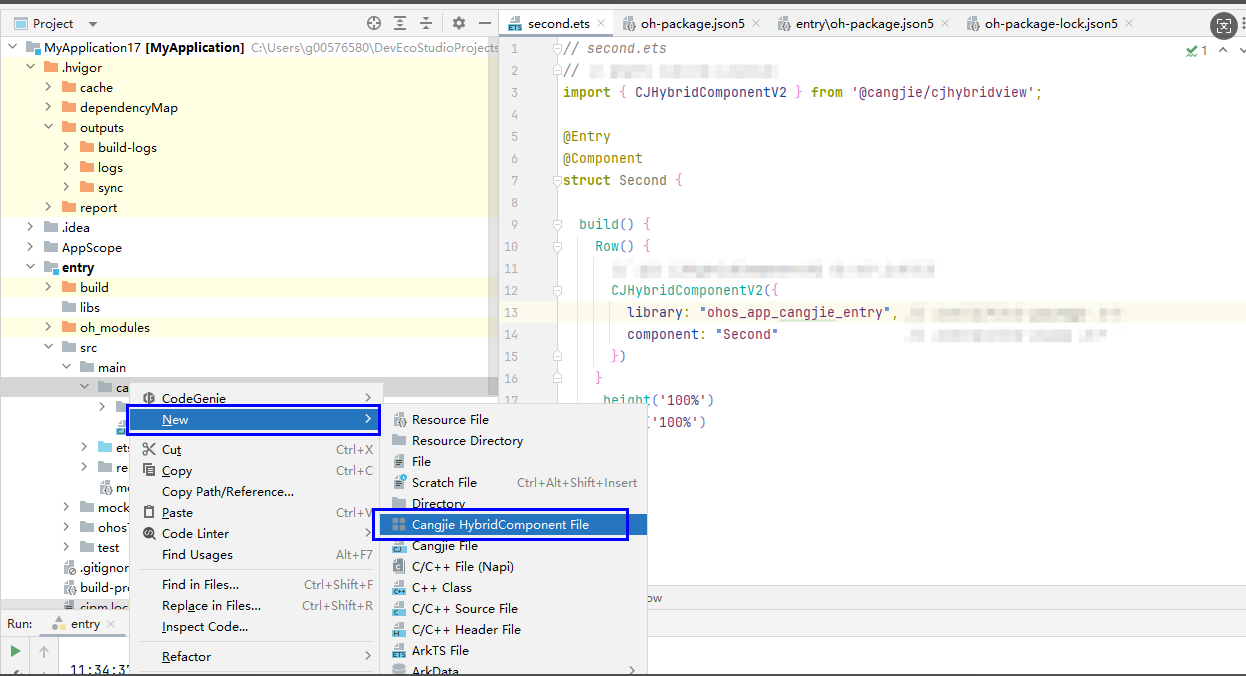 Project
second.ets
oh-package.json5
entry\oh-package.json5
oh-package-lock.json5
MyApplication17 [MyApplication] C:\Users\g00576580\DevEcoStudioProjects
.hvigor
cache
dependencyMap
outputs
build-logs
logs
sync
report
.idea
AppScope
entry
build
libs
oh_modules
src
main
ca
ets
re
mo
mock
ohosT
test
.gitignor
build-pro
cjpm.loc
1 // second.ets
1
2 //
3 import { CJHybridComponentV2 } from '@cangjie/cjhybridview';
4
5 @Entry
6 @Component
7 struct Second {
8
9 build() {
10 Row() {
11
12 CJHybridComponentV2({
13 library: "ohos_app_cangjie_entry",
14 component: "Second"
15 })
16 }
17 height('100%')
('100%')
CodeGenie
New
Cut Ctrl+X
Copy Ctrl+C
Copy Path/Reference...
Paste Ctrl+V
Code Linter
Find Usages Alt+F7
Find in Files... Ctrl+Shift+F
Replace in Files... Ctrl+Shift+R
Inspect Code...
Refactor
Resource File
Resource Directory
File
Scratch File Ctrl+Alt+Shift+Insert
Directory
Cangjie HybridComponent File
Cangjie File
C/C++ File (Napi)
C++ Class
C/C++ Source File
C/C++ Header File
ArkTS File
ArkData
ow
Run: entry
11:34:37